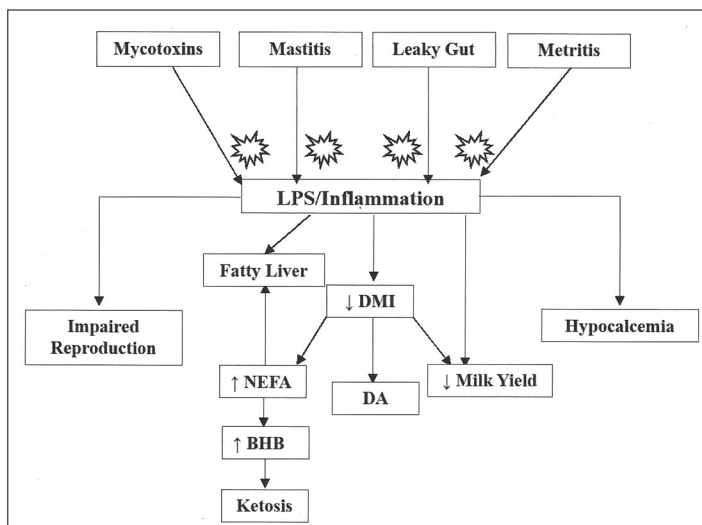 Mycotoxins
Mastitis
Leaky Gut
Metritis
LPS/Inflammation
Fatty Liver
↓ DMI
Impaired
Reproduction
Hypocalcemia
↑ NEFA
DA
↓ Milk Yield
↑ BHB
Ketosis